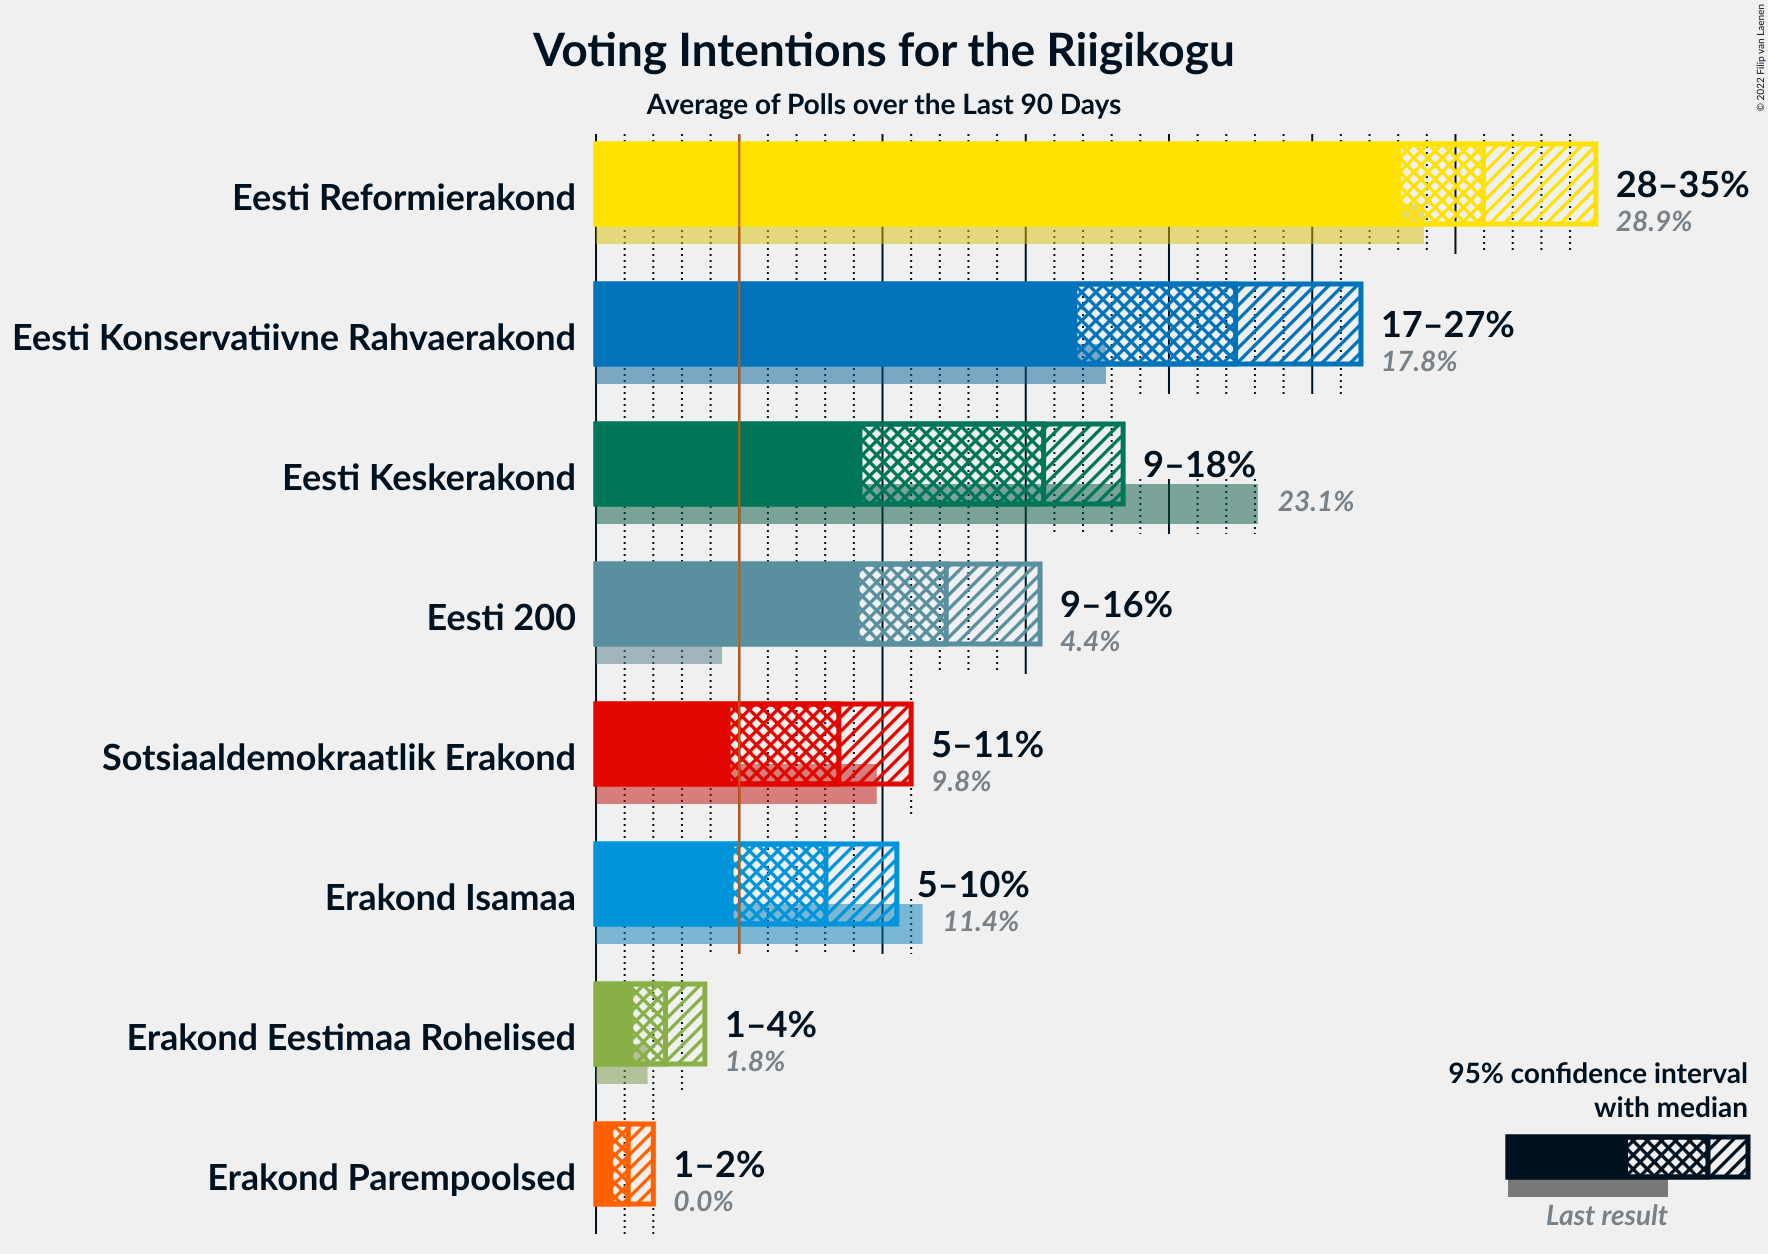 Voting Intentions for the Riigikogu
Average of Polls over the Last 90 Days
© 2022 Filip van Laenen
Eesti Reformierakond
28–35%
28.9%
Eesti Konservatiivne Rahvaerakond
17–27%
17.8%
Eesti Keskerakond
9–18%
23.1%
Eesti 200
9–16%
4.4%
Sotsiaaldemokraatlik Erakond
5–11%
9.8%
Erakond Isamaa
5–10%
11.4%
Erakond Eestimaa Rohelised
1–4%
1.8%
Erakond Parempoolsed
1–2%
0.0%
95% confidence interval
with median
Last result